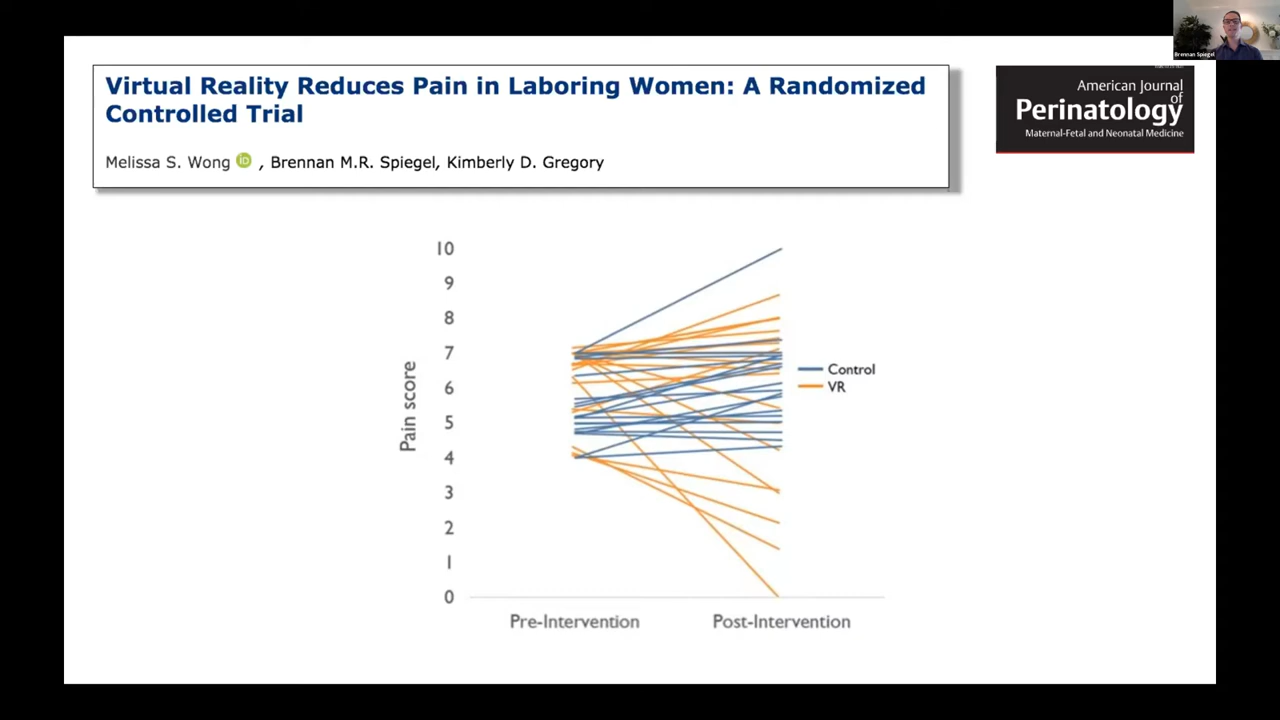 Brennan Spiegel
Virtual Reality Reduces Pain in Laboring Women: A Randomized
Controlled Trial
Melissa S. Wong iD , Brennan M.R. Spiegel, Kimberly D. Gregory
American Journal
of
Perinatology
Maternal-Fetal and Neonatal Medicine
10
9
8
7
6
5
4
3
2
1
0
Pain score
Control
VR
Pre-Intervention
Post-Intervention